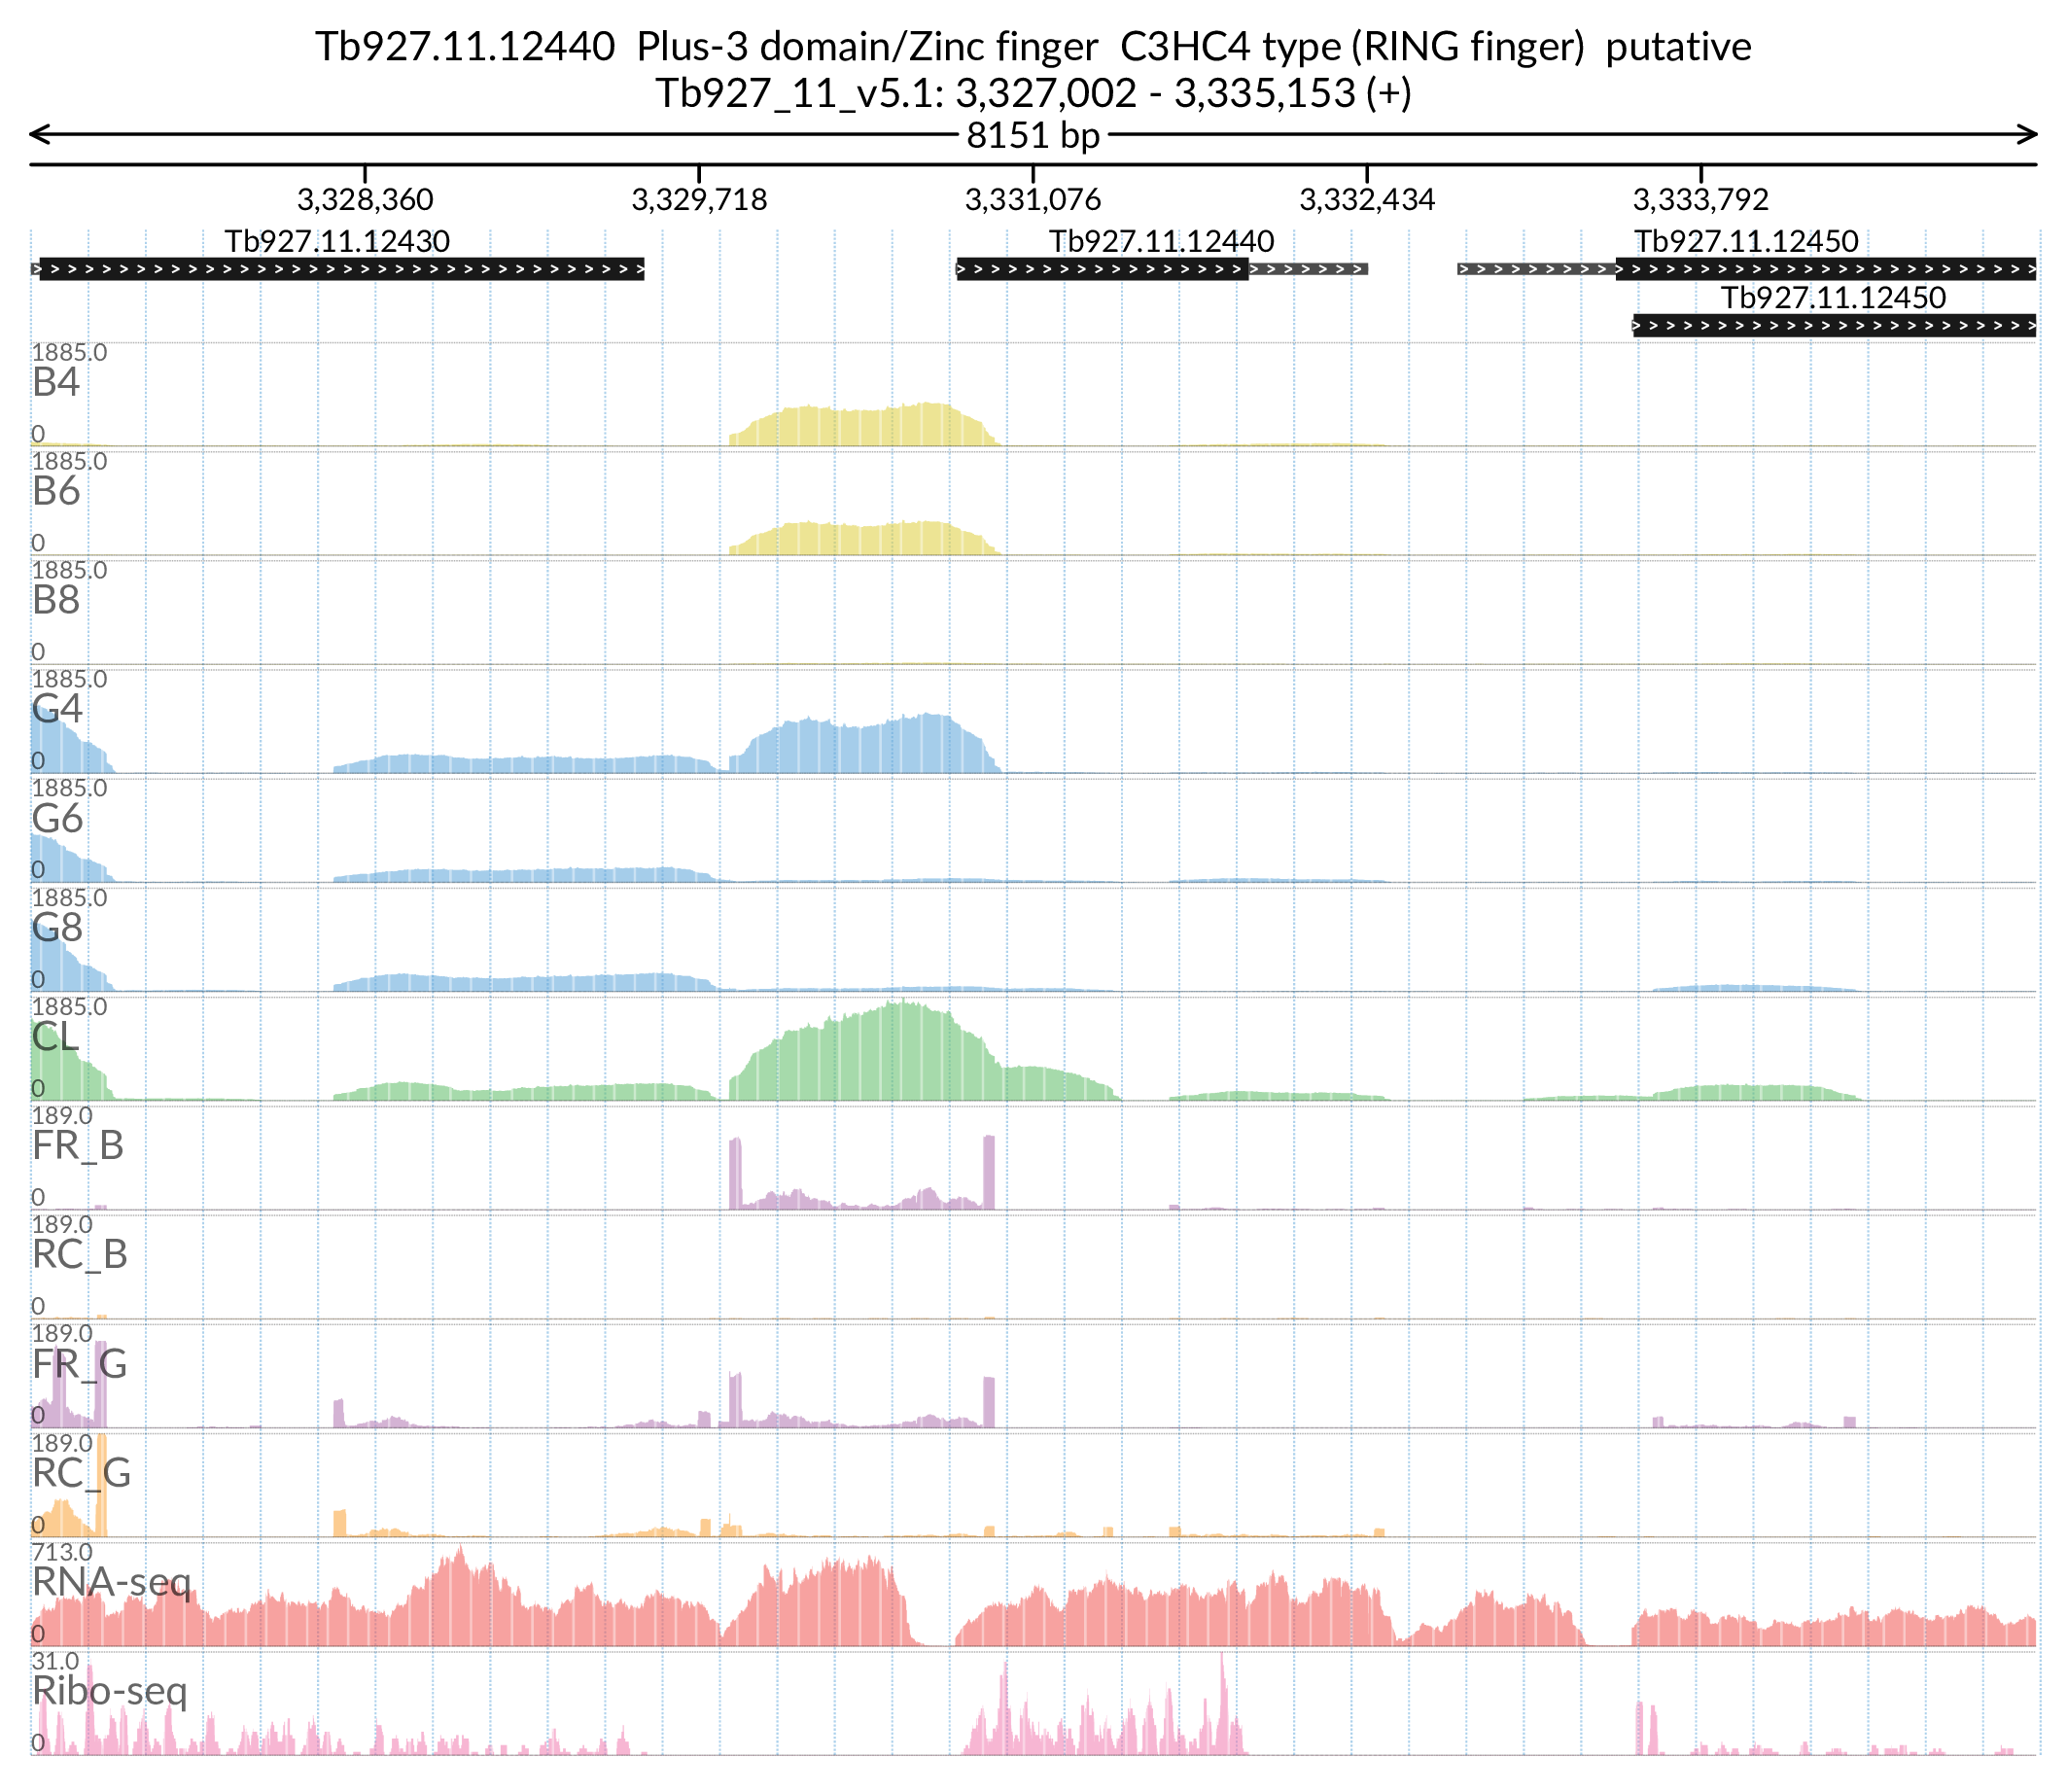 Tb927.11.12440 Plus-3 domain/Zinc finger C3HC4 type (RING finger) putative
Tb927_11_v5.1: 3,327,002 - 3,335,153 (+)
8151 bp
3,328,360 3,329,718 3,331,076 3,332,434 3,333,792
Tb927.11.12430 Tb927.11.12440 Tb927.11.12450
Tb927.11.12450
1885.0
B4
0
1885.0
B6
0
1885.0
B8
0
1885.0
G4
0
1885.0
G6
0
1885.0
G8
0
1885.0
CL
0
189.0
FR_B
0
189.0
RC_B
0
189.0
FR_G
0
189.0
RC_G
0
713.0
RNA-seq
0
31.0
Ribo-seq
0